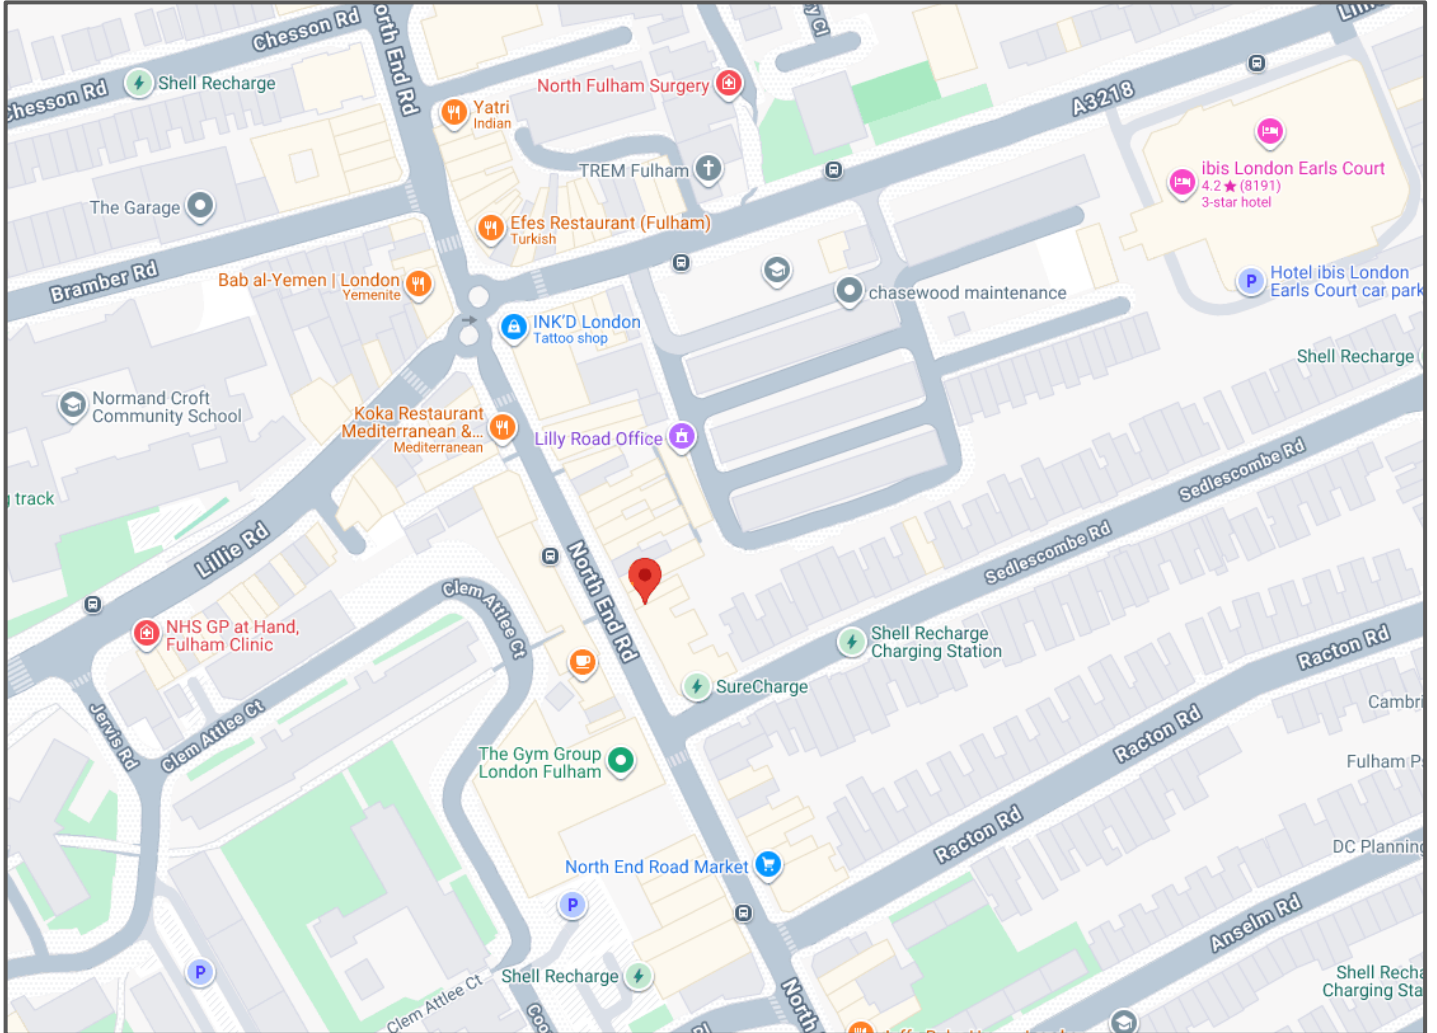 Chesson Rd
North End Rd
Chesson Rd
Shell Recharge
Yatri
Indian
North Fulham Surgery
A3218
TREM Fulham
ibis London Earls Court
4.2★(8191)
3-star hotel
The Garage
Efes Restaurant (Fulham)
Turkish
Bramber Rd
Bab al-Yemen | London
Yemenite
chasewood maintenance
P
Hotel ibis London
Earls Court car park
INK'D London
Tattoo shop
Shell Recharge
Normand Croft
Community School
Koka Restaurant
Mediterranean &...
Mediterranean
Lilly Road Office
track
Sedlescombe Rd
Lillie Rd
North End Rd
Sedlescombe Rd
Clem Attlee Ct
NHS GP at Hand,
Fulham Clinic
Shell Recharge
Charging Station
Racton Rd
SureCharge
Jervis Rd
Clem Attlee Ct
Racton Rd
The Gym Group
London Fulham
Racton Rd
North End Road Market
P
Anselm Rd
P
Shell Recharge
Clem Attlee Ct
North
Charging Sta